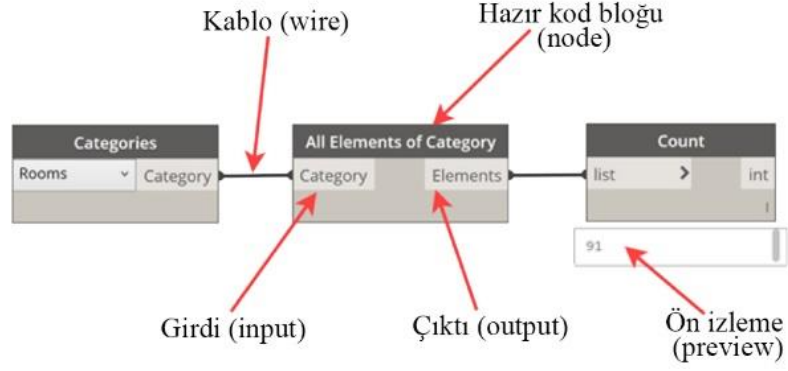 Kablo (wire)
Hazır kod bloğu
(node)
Categories
Rooms
Category
All Elements of Category
Category
Elements
Count
list
>
int
l
91
Girdi (input)
Çıktı (output)
Ön izleme
(preview)